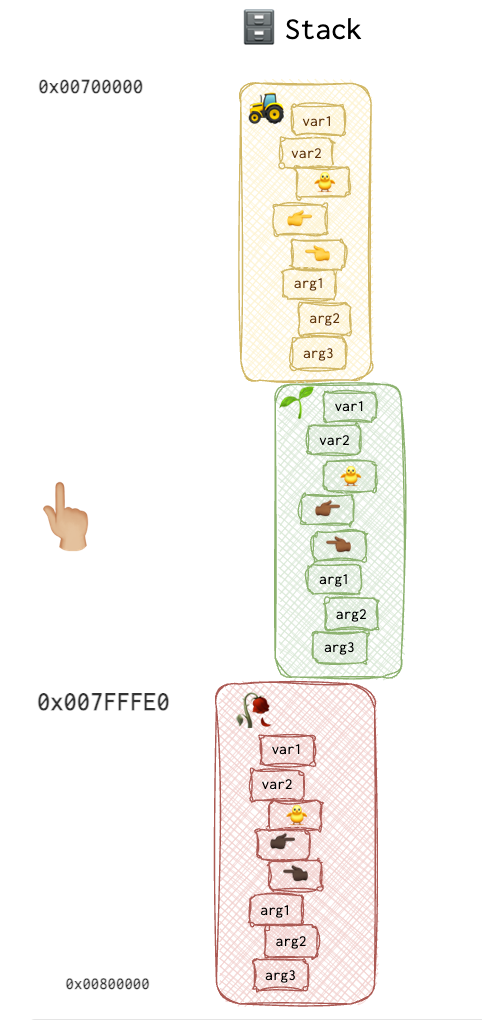 Stack
0x00700000
var1
var2
arg1
arg2
arg3
var1
var2
arg1
arg2
arg3
0x007FFFE0
var1
var2
arg1
arg2
arg3
0x00800000